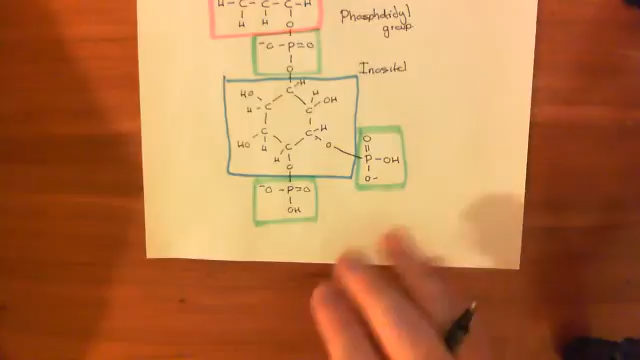 H-C-C-C-H
H H O
Phosphatidyl
group
⁻O-P=O
O
Inositol
C H
HO H
C C OH
H
C C H
HO H O
C O
H
O P-OH
O-
⁻O-P=O
OH